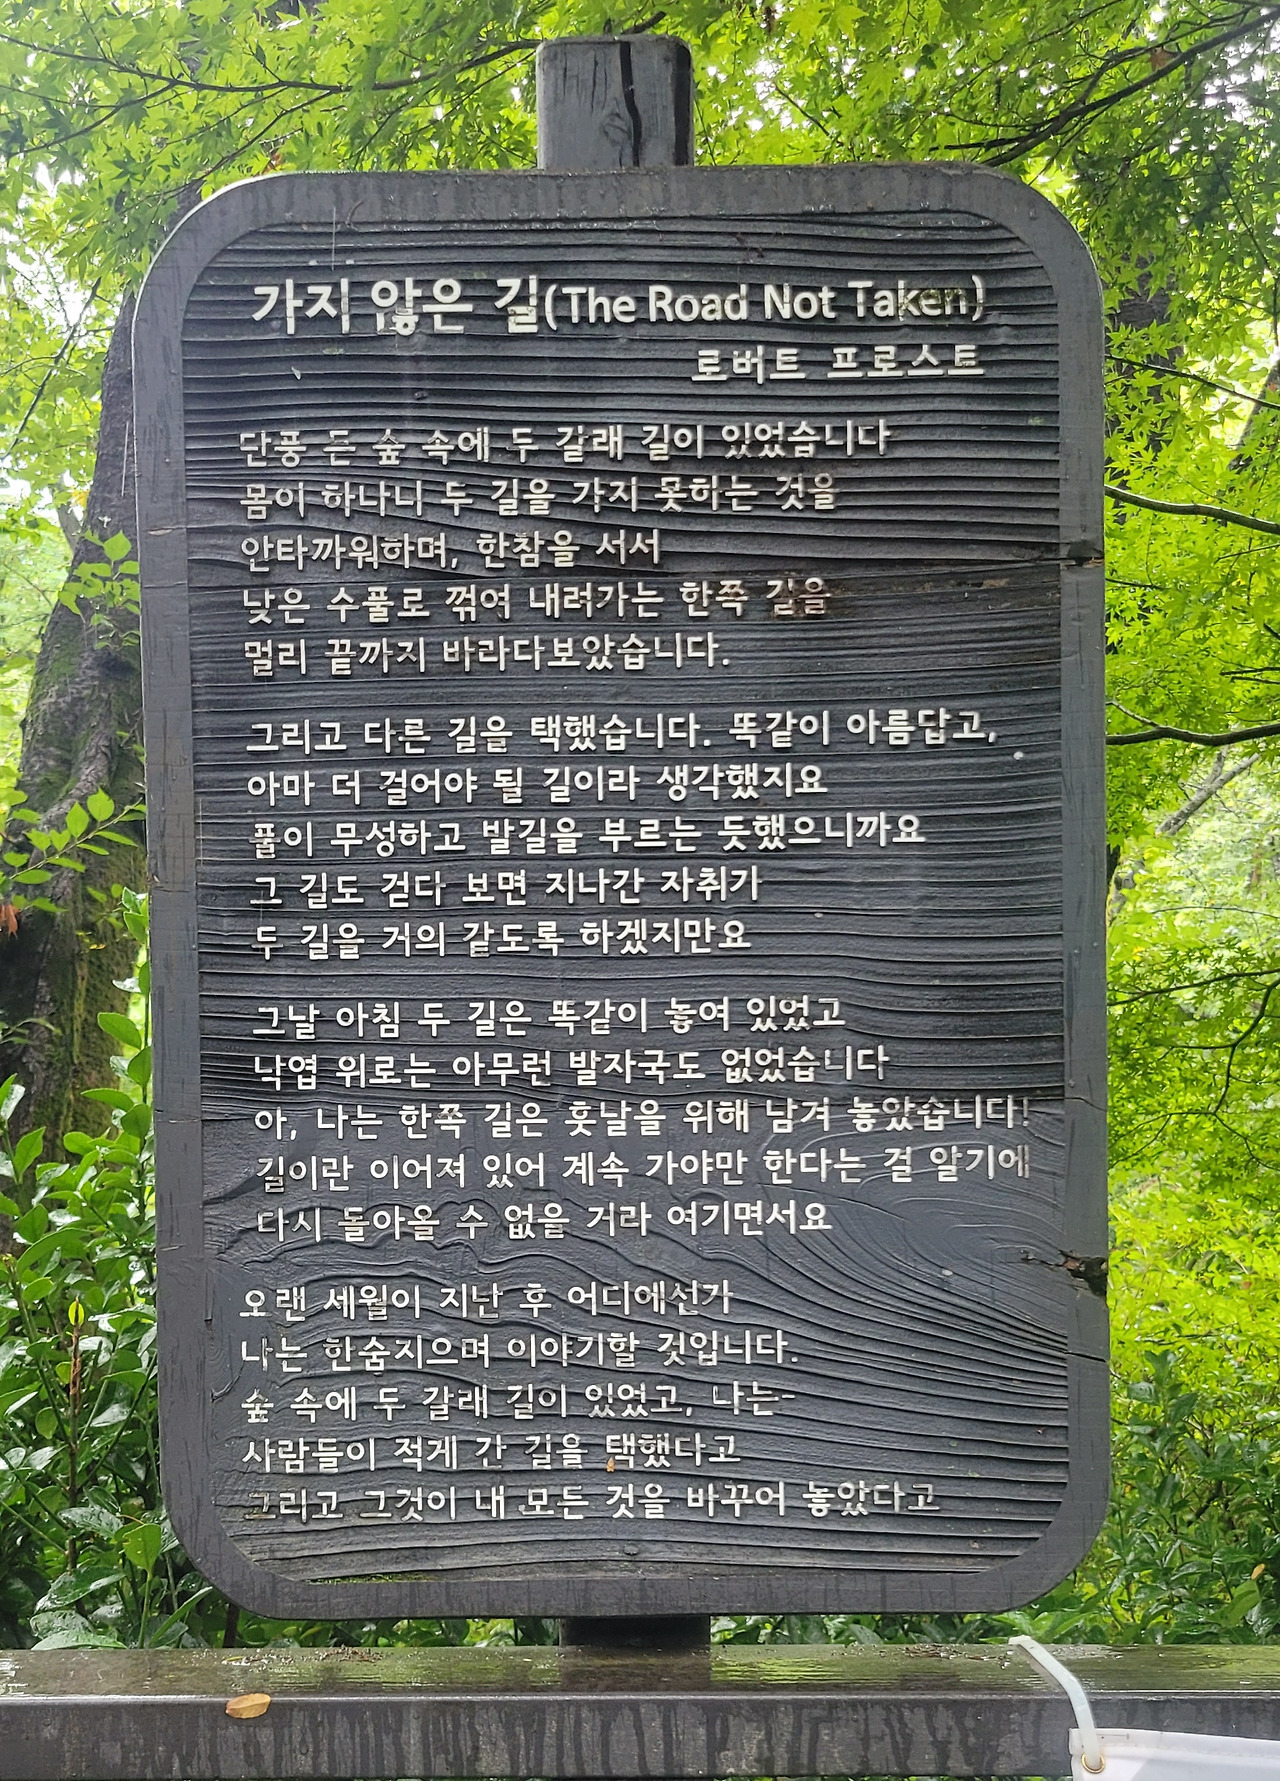 가지 않은 길(The Road Not Taken)
로버트 프로스트
단풍 든 숲 속에 두 갈래 길이 있었습니다
몸이 하나니 두 길을 가지 못하는 것을
안타까워하며, 한참을 서서
낮은 수풀로 꺾여 내려가는 한쪽 길을
멀리 끝까지 바라다보았습니다.
그리고 다른 길을 택했습니다. 똑같이 아름답고,
아마 더 걸어야 될 길이라 생각했지요
풀이 무성하고 발길을 부르는 듯했으니까요
그 길도 걷다 보면 지나간 자취가
두 길을 거의 같도록 하겠지만요
그날 아침 두 길은 똑같이 놓여 있었고
낙엽 위로는 아무런 발자국도 없었습니다
아, 나는 한쪽 길은 훗날을 위해 남겨 놓았습니다!
길이란 이어져 있어 계속 가야만 한다는 걸 알기에
다시 돌아올 수 없을 거라 여기면서요
오랜 세월이 지난 후 어디에선가
나는 한숨지으며 이야기할 것입니다.
숲 속에 두 갈래 길이 있었고, 나는-
사람들이 적게 간 길을 택했다고
그리고 그것이 내 모든 것을 바꾸어 놓았다고